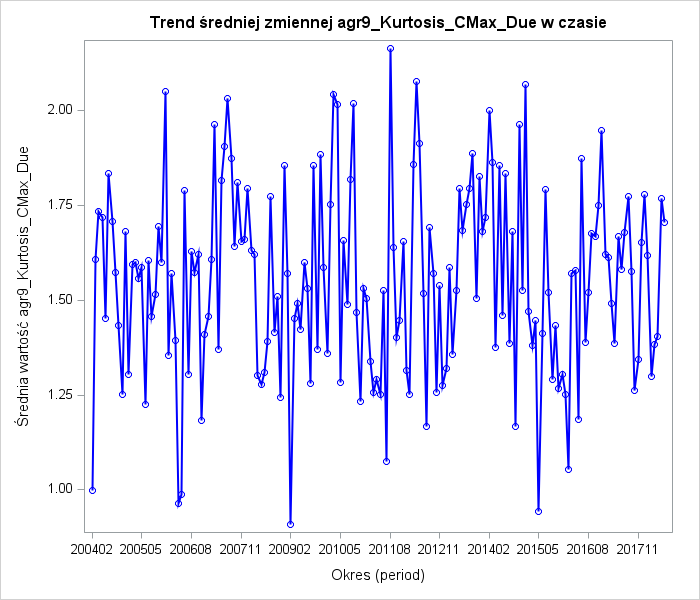 Trend średniej zmiennej agr9_Kurtosis_CMax_Due w czasie
Średnia wartość agr9_Kurtosis_CMax_Due
2.00
1.75
1.50
1.25
1.00
200402 200505 200608 200711 200902 201005 201108 201211 201402 201505 201608 201711
Okres (period)